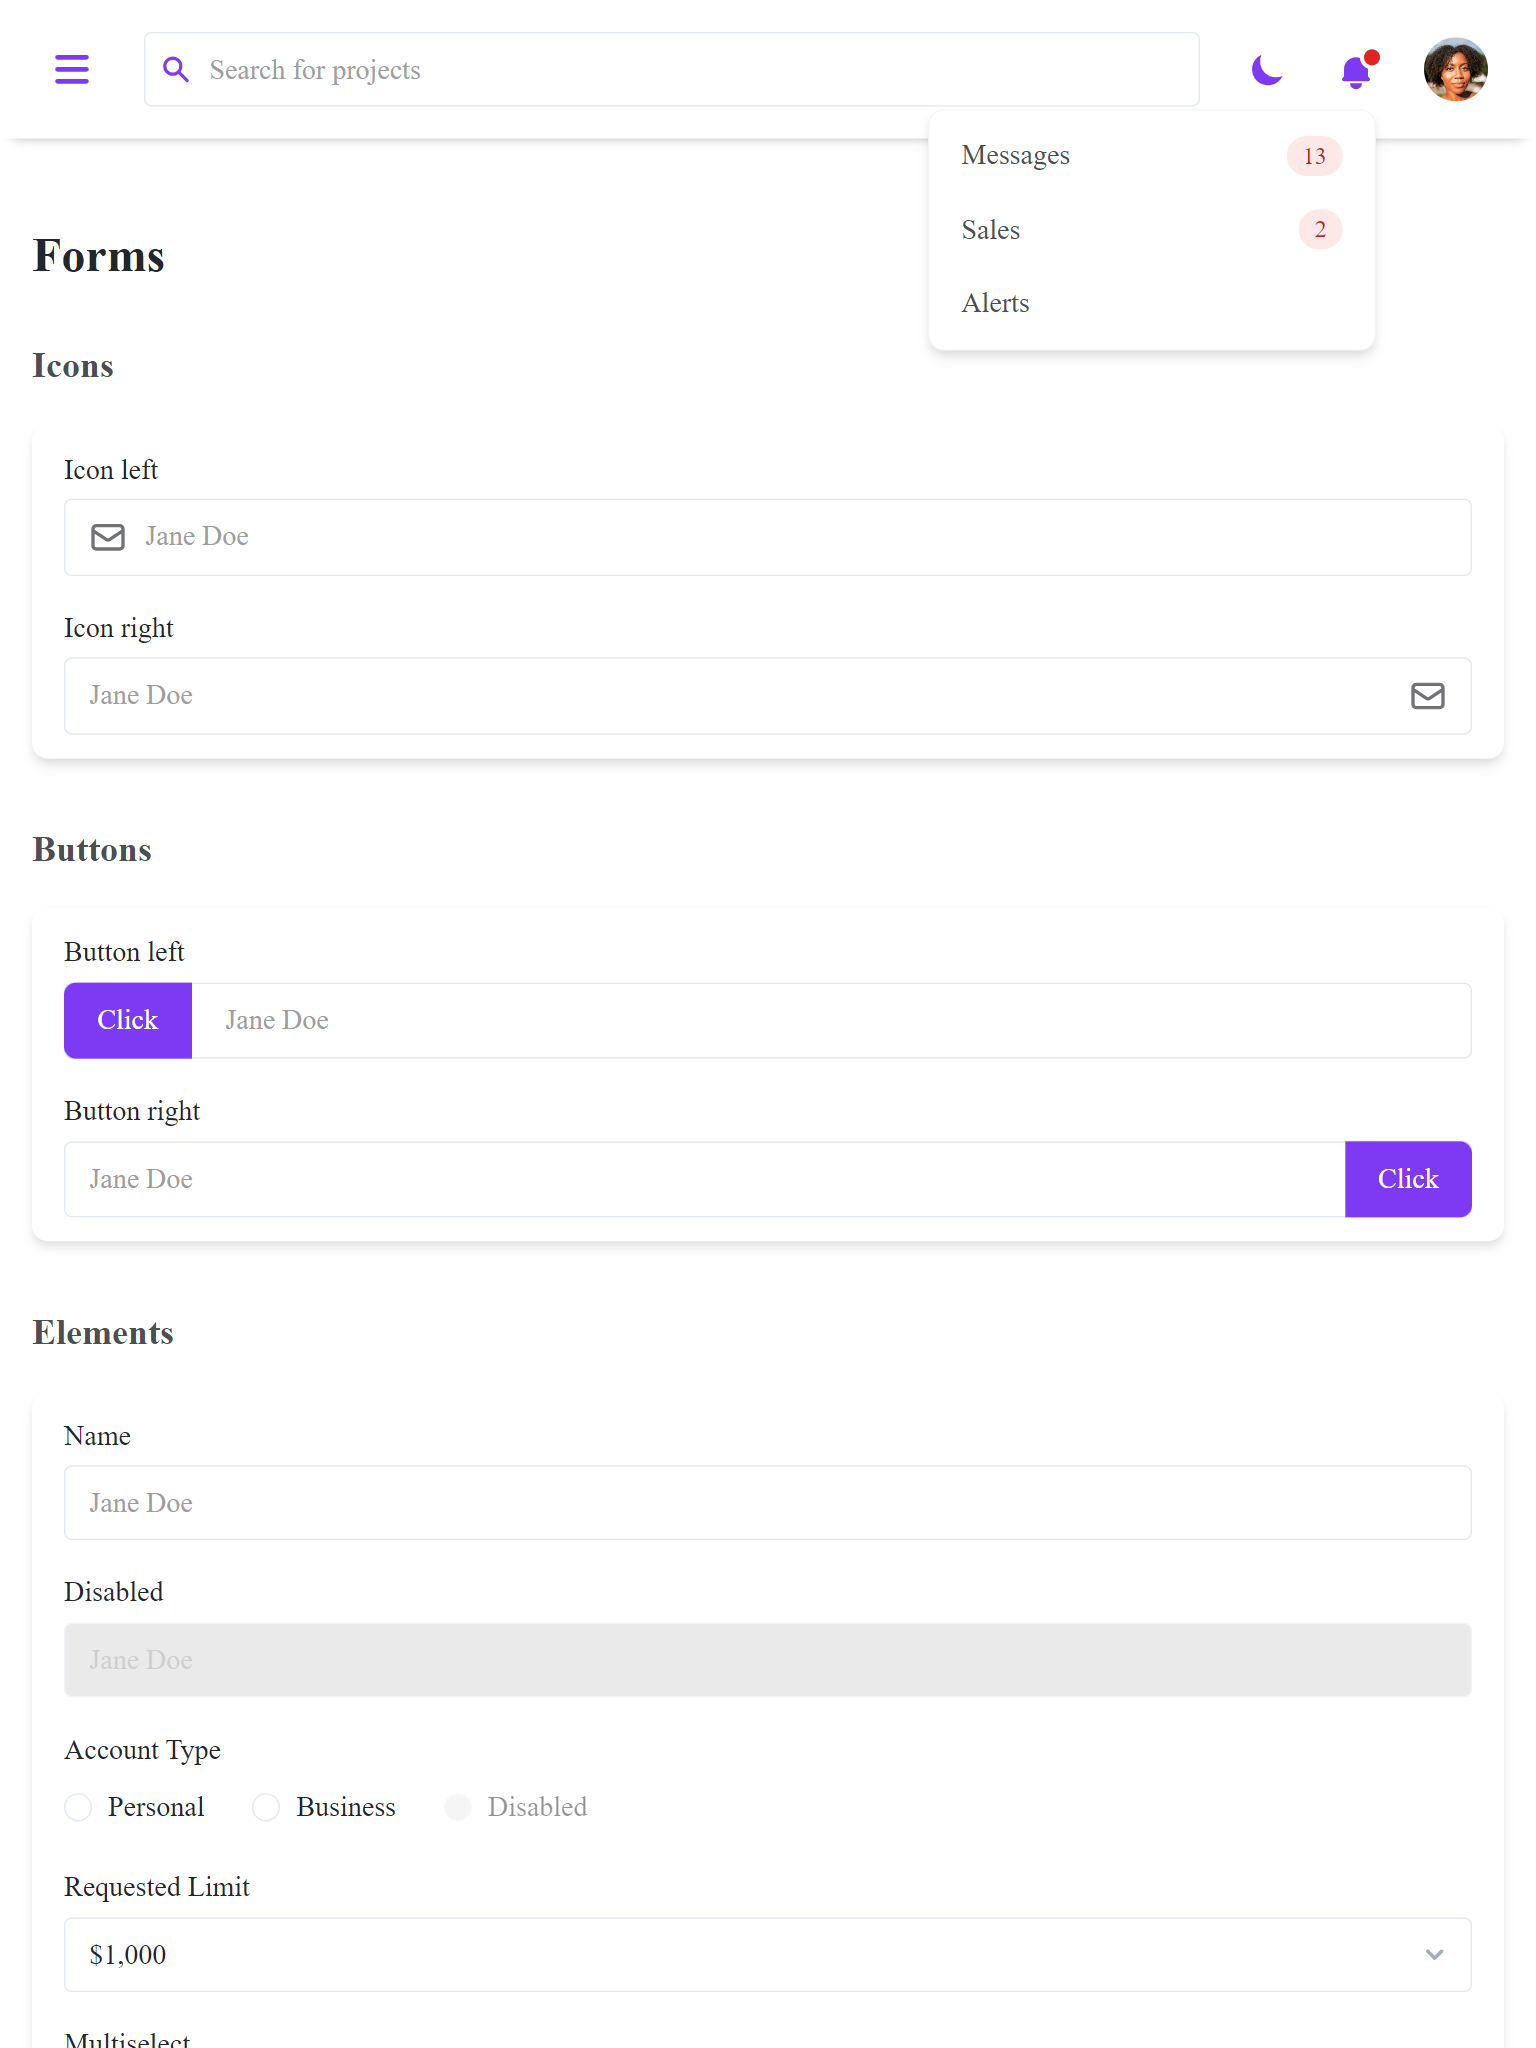 Search for projects
Messages 13
Sales 2
Alerts
Forms
Icons
Icon left
Jane Doe
Icon right
Jane Doe
Buttons
Button left
Click Jane Doe
Button right
Jane Doe Click
Elements
Name
Jane Doe
Disabled
Jane Doe
Account Type
Personal Business Disabled
Requested Limit
$1,000
Multiselect